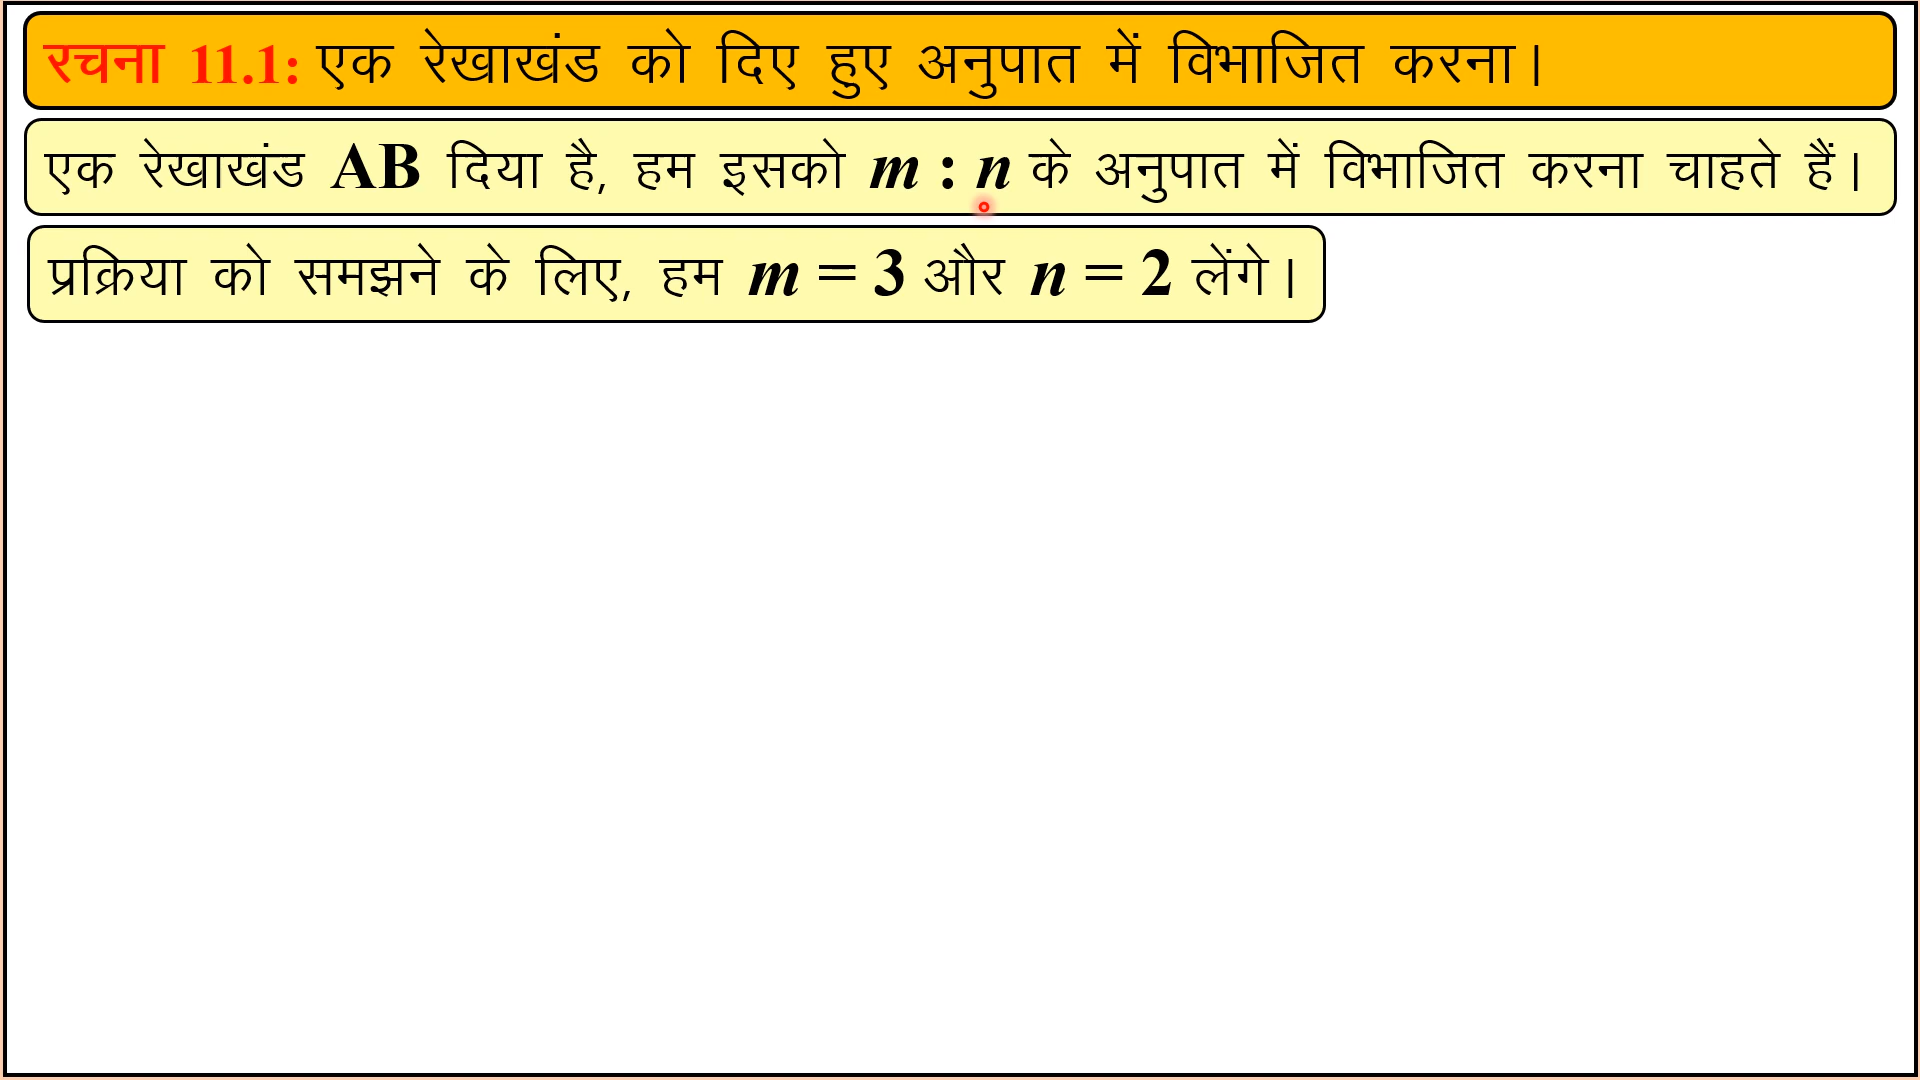 रचना 11.1: एक रेखाखंड को दिए हुए अनुपात में विभाजित करना।
एक रेखाखंड AB दिया है, हम इसको m : n के अनुपात में विभाजित करना चाहते हैं।
प्रक्रिया को समझने के लिए, हम m = 3 और n = 2 लेंगे।